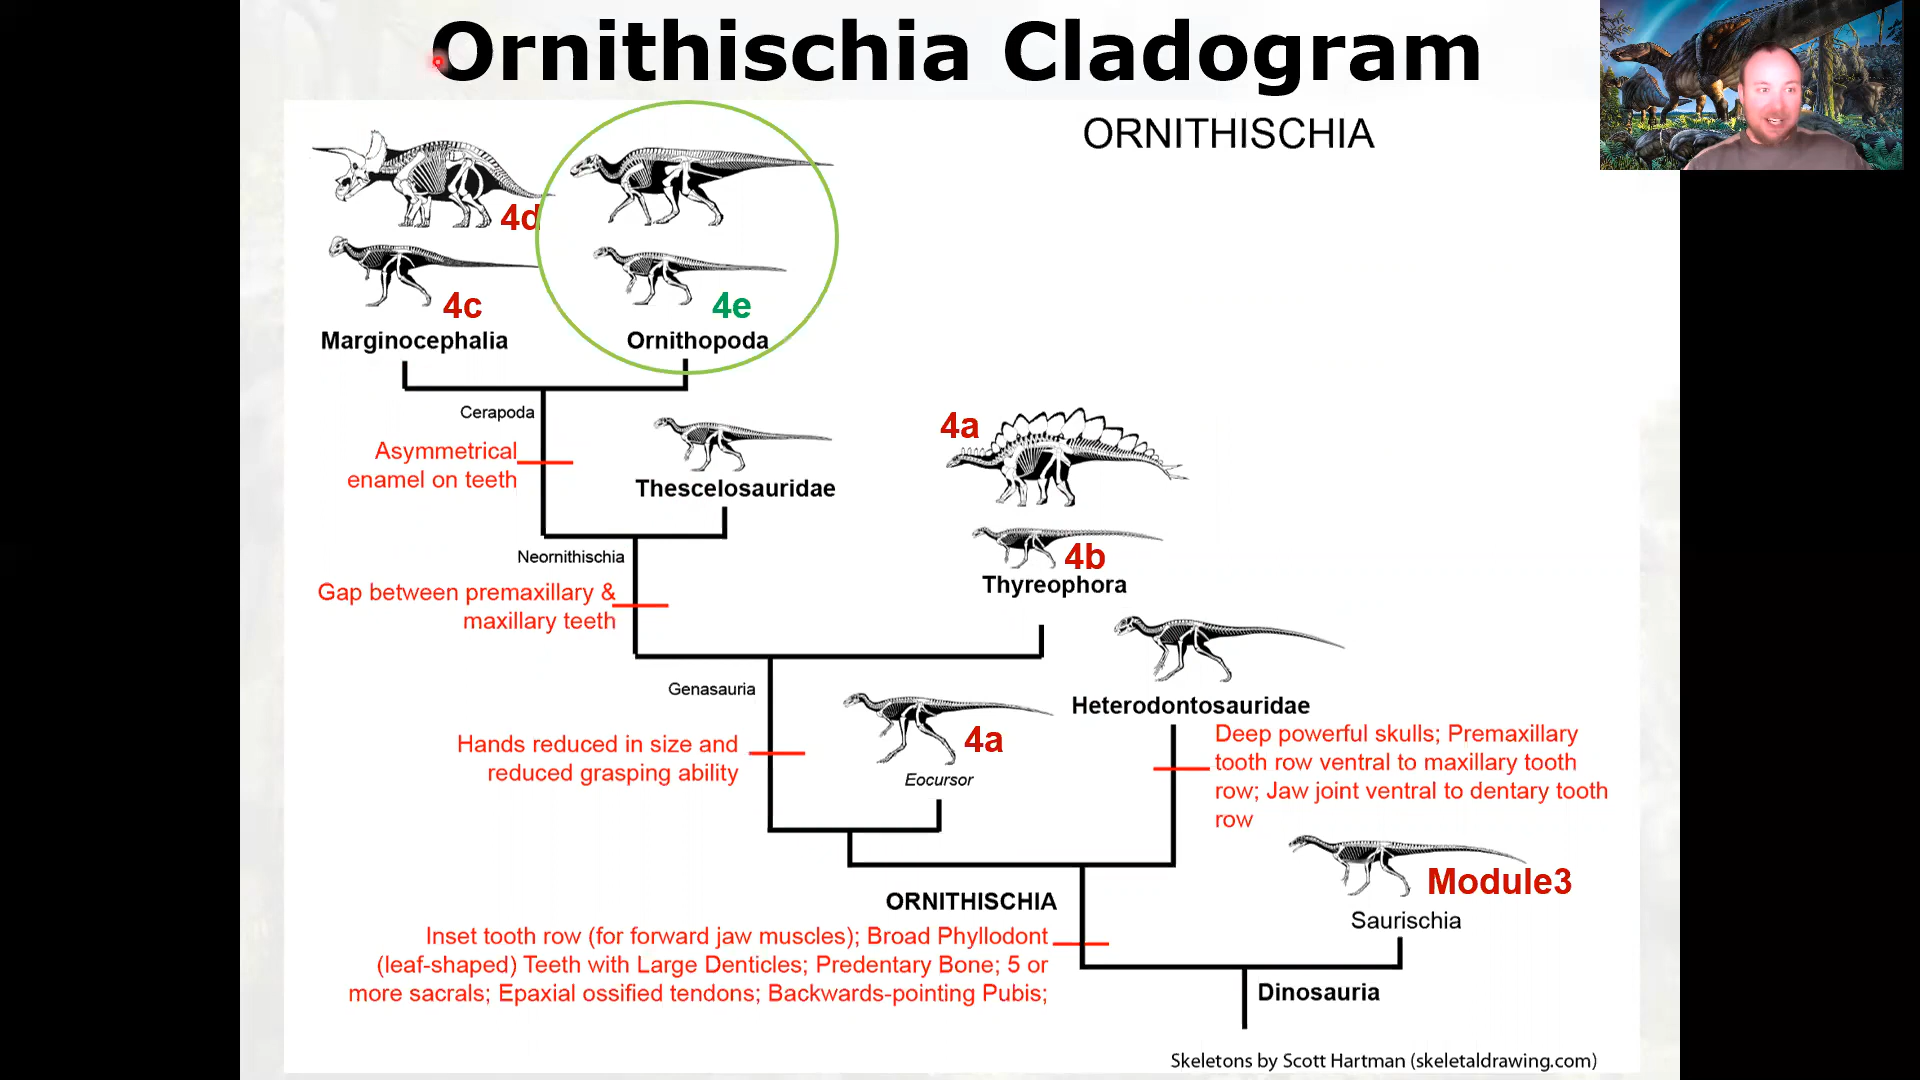 Ornithischia Cladogram
ORNITHISCHIA
4d
4c
4e
Marginocephalia
Ornithopoda
Cerapoda
Asymmetrical
enamel on teeth
Thescelosauridae
4a
Neornithischia
4b
Thyreophora
Gap between premaxillary &
maxillary teeth
Genasauria
Heterodontosauridae
Hands reduced in size and
reduced grasping ability
4a
Eocursor
Deep powerful skulls; Premaxillary
tooth row ventral to maxillary tooth
row; Jaw joint ventral to dentary tooth
row
Module3
Saurischia
ORNITHISCHIA
Inset tooth row (for forward jaw muscles); Broad Phyllodont
(leaf-shaped) Teeth with Large Denticles; Predentary Bone; 5 or
more sacrals; Epaxial ossified tendons; Backwards-pointing Pubis;
Dinosauria
Skeletons by Scott Hartman (skeletaldrawing.com)